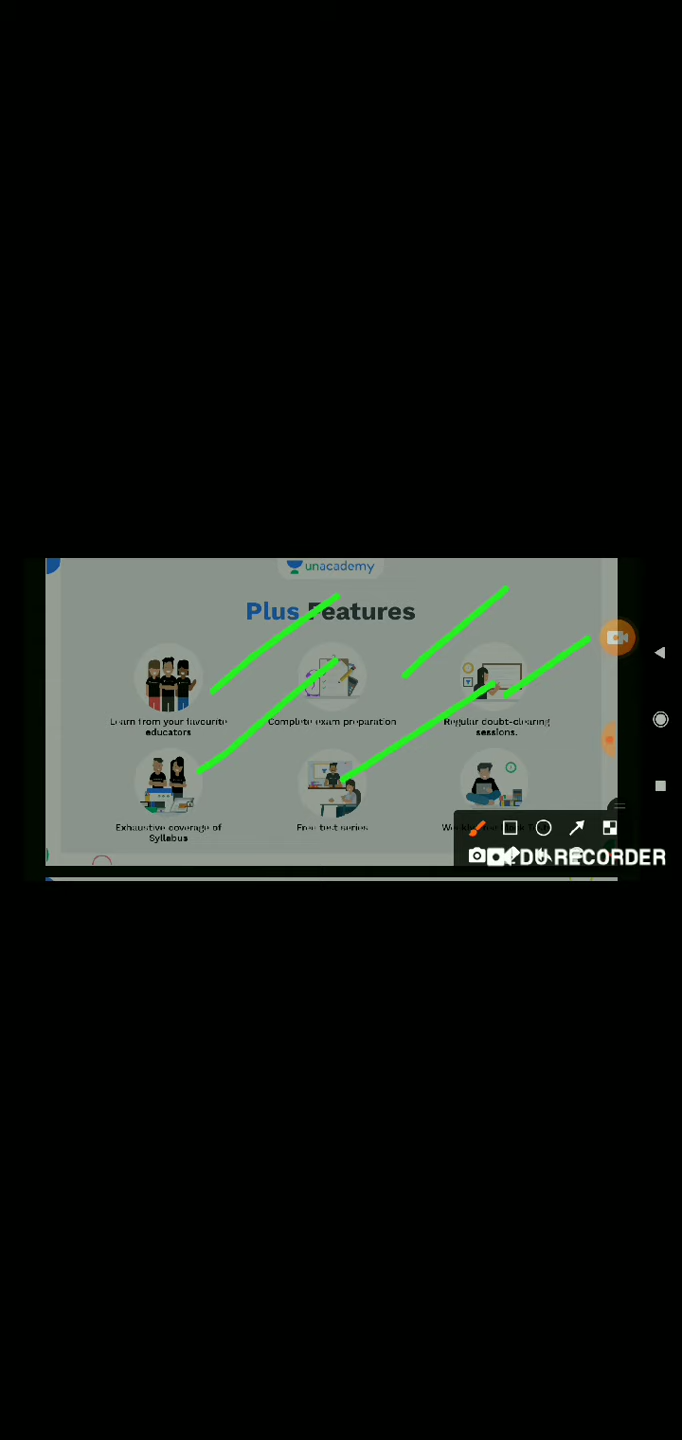 unacademy
Plus Features
Learn from your favourite
educators
Complete exam preparation
Regular doubt-clearing
sessions.
Exhaustive coverage of
Syllabus
Free test series
DU RECORDER